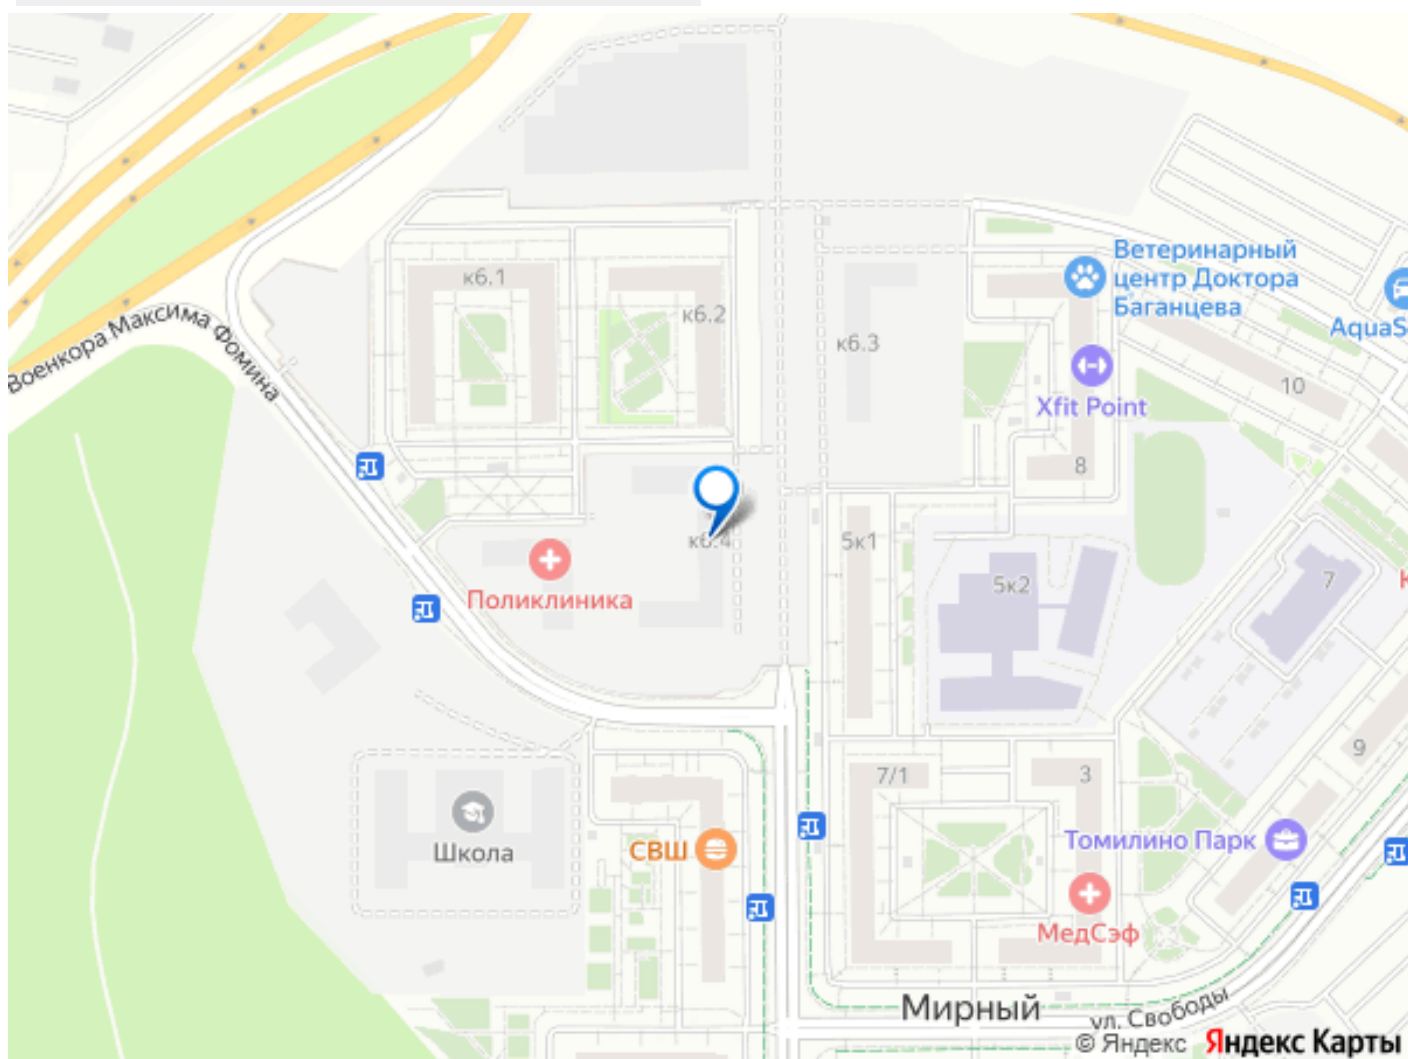 Военкора Максима Фомина
к6.1
к6.2
к6.3
к6.4
Ветеринарный
центр Доктора
Баганцева
AquaS
Xfit Point
10
8
5к1
5к2
7
Поликлиника
Школа
СВШ
7/1
3
9
Томилино Парк
МедСэф
Мирный
ул. Свободы
© Яндекс Яндекс Карты